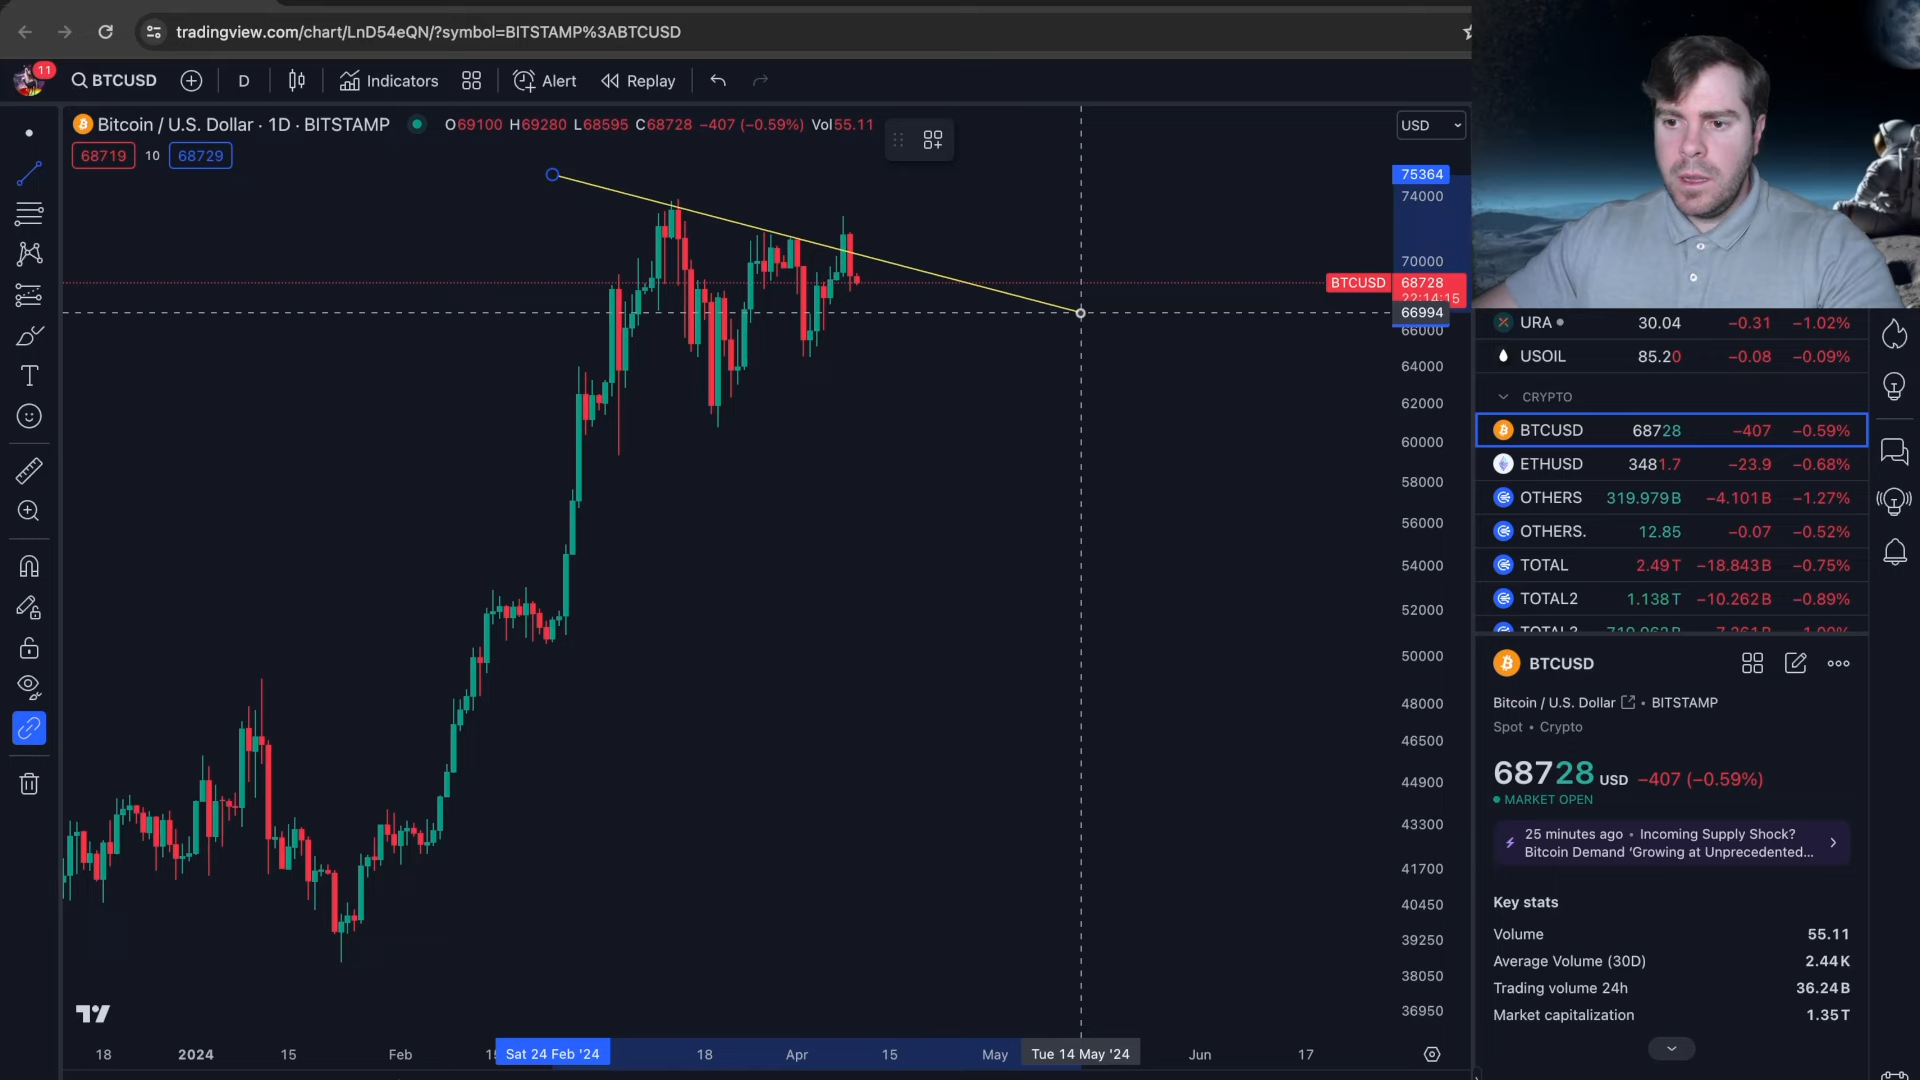 tradingview.com/chart/LnD54eQN/?symbol=BITSTAMP%3ABTCUSD
11
BTCUSD D Indicators Alert Replay
Bitcoin / U.S. Dollar · 1D · BITSTAMP O69100 H69280 L68595 C68728 −407 (−0.59%) Vol55.11
68719 10 68729
USD
75364
74000
70000
BTCUSD 68728
22:14:15
66994
66000
64000
62000
60000
58000
56000
54000
52000
50000
48000
46500
44900
43300
41700
40450
39250
38050
36950
18 2024 15 Feb Sat 24 Feb '24 18 Apr 15 May Tue 14 May '24 Jun 17
URA 30.04 −0.31 −1.02%
USOIL 85.20 −0.08 −0.09%
CRYPTO
BTCUSD 68728 −407 −0.59%
ETHUSD 3481.7 −23.9 −0.68%
OTHERS 319.979B −4.101B −1.27%
OTHERS. 12.85 −0.07 −0.52%
TOTAL 2.49T −18.843B −0.75%
TOTAL2 1.138T −10.262B −0.89%
BTCUSD
Bitcoin / U.S. Dollar • BITSTAMP
Spot • Crypto
68728 USD −407 (−0.59%)
MARKET OPEN
25 minutes ago • Incoming Supply Shock?
Bitcoin Demand ‘Growing at Unprecedented...
Key stats
Volume 55.11
Average Volume (30D) 2.44K
Trading volume 24h 36.24B
Market capitalization 1.35T